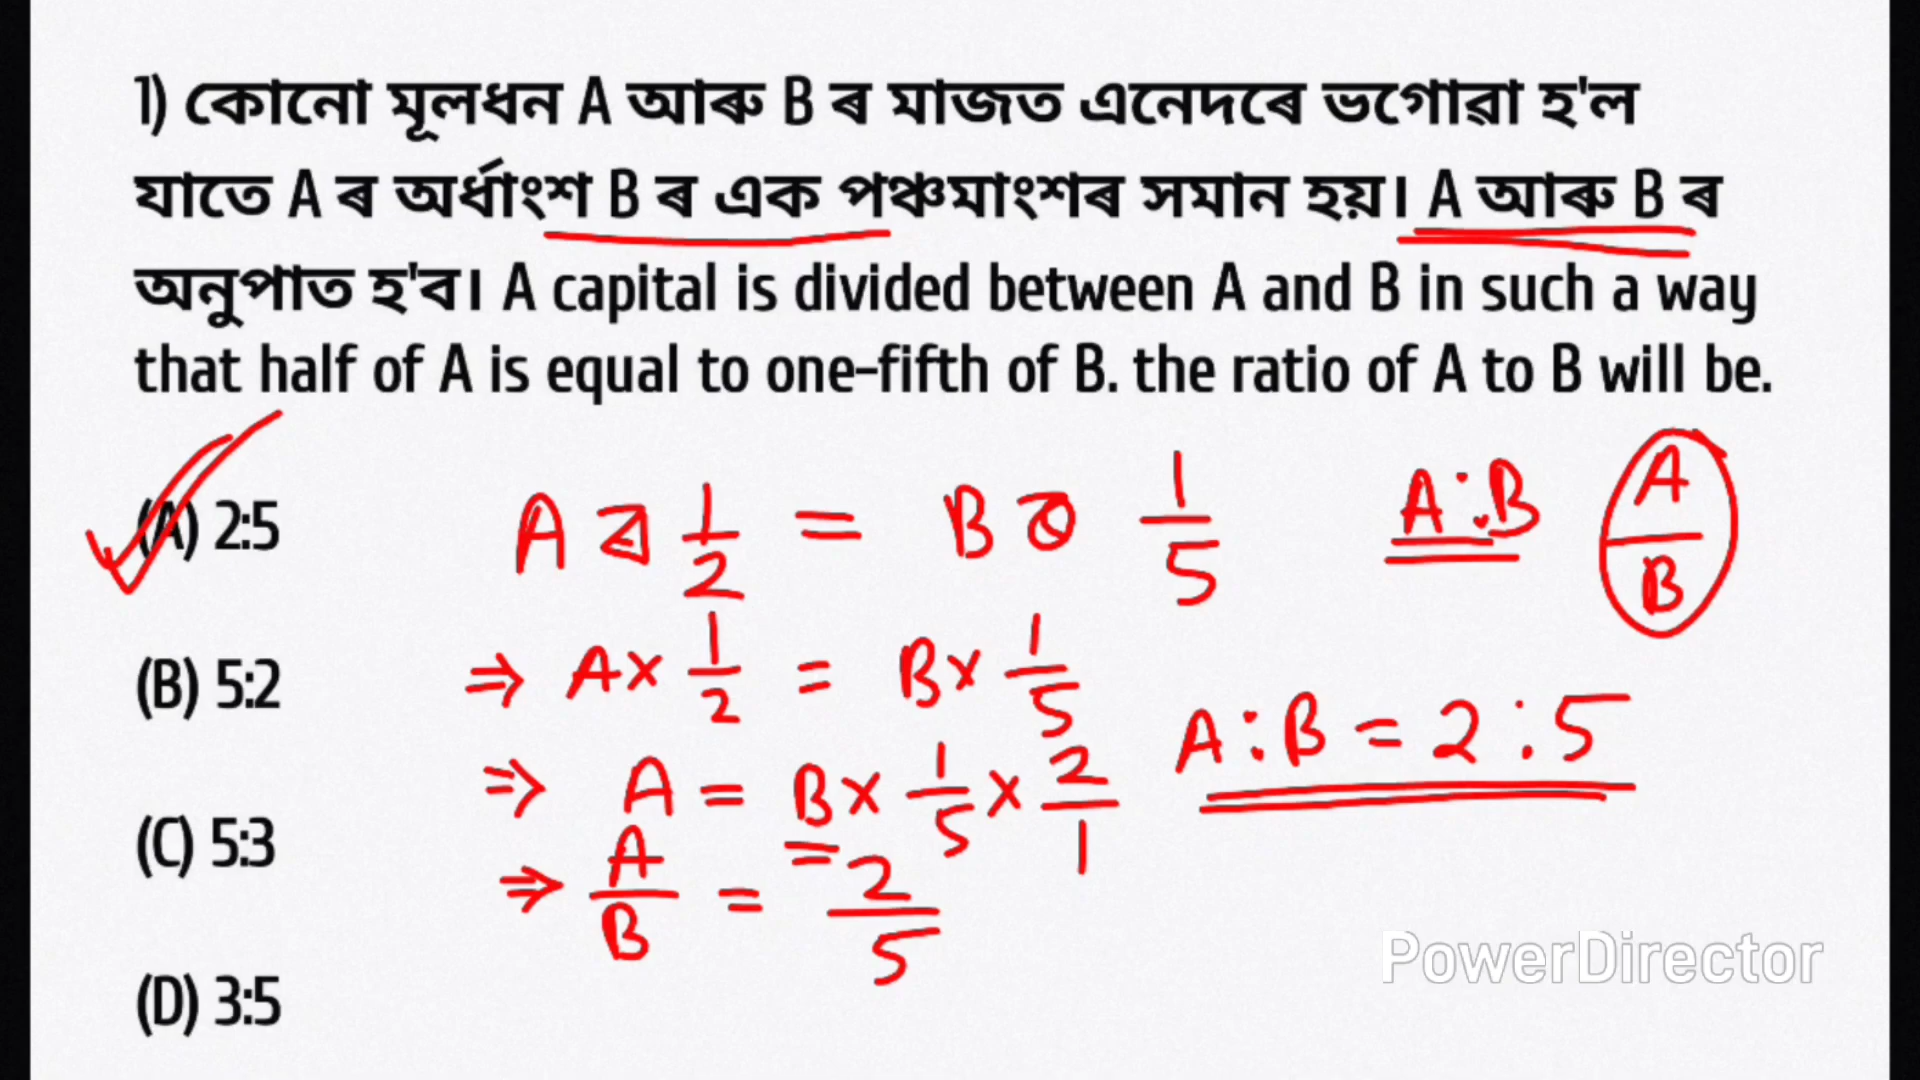 1) কোনো মূলধন A আৰু B ৰ মাজত এনেদৰে ভগোৱা হ'ল
যাতে A ৰ অৰ্ধাংশ B ৰ এক পঞ্চমাংশৰ সমান হয়। A আৰু B ৰ
অনুপাত হ'ব। A capital is divided between A and B in such a way
that half of A is equal to one-fifth of B. the ratio of A to B will be.
(A) 2:5
A 1/2 = B 1/5
A:B
A/B
(B) 5:2
⇒ A × 1/2 = B × 1/5
A:B = 2:5
⇒ A = B × 1/5 × 2/1
(C) 5:3
⇒ A/B = 2/5
PowerDirector
(D) 3:5